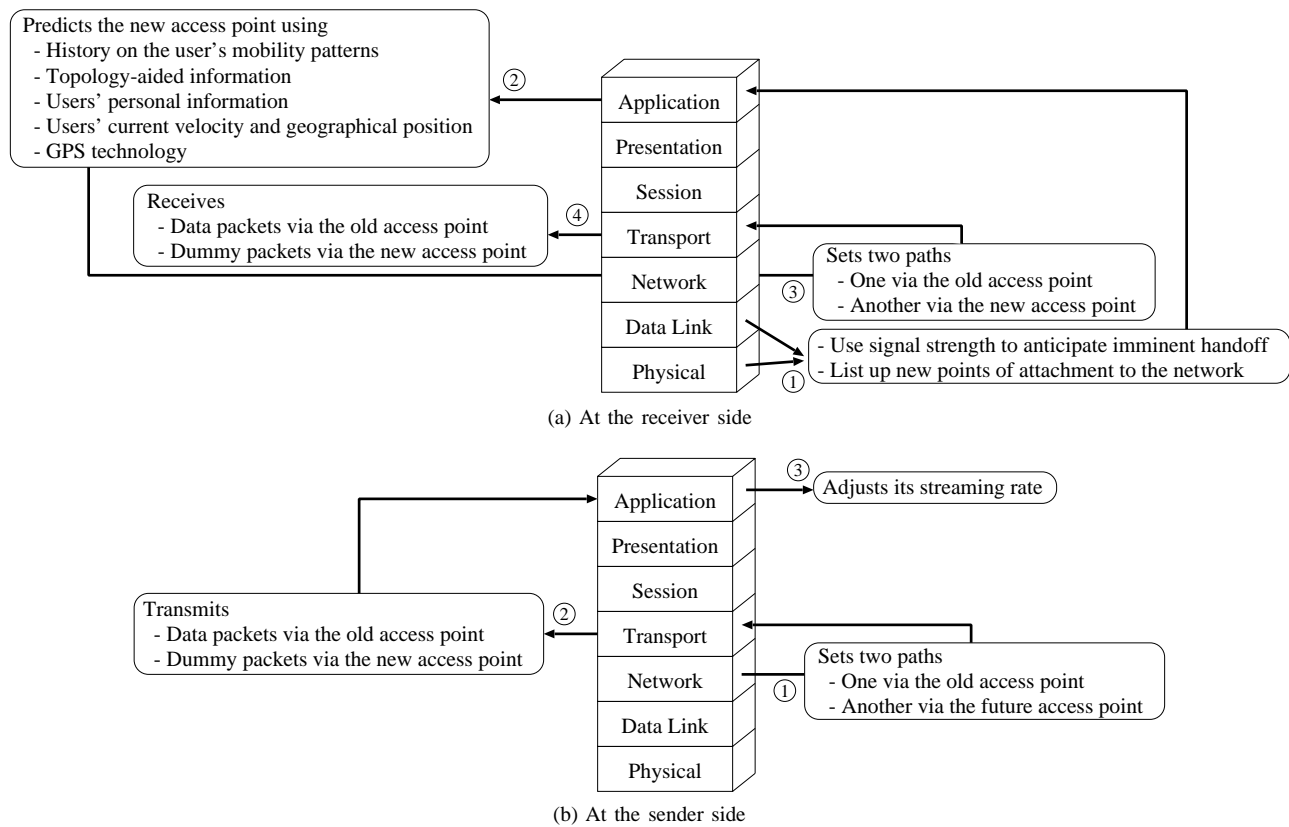 Predicts the new access point using
- History on the user's mobility patterns
- Topology-aided information
- Users' personal information
- Users' current velocity and geographical position
- GPS technology
②
Application
Presentation
Session
Transport
Network
Data Link
Physical
Receives
- Data packets via the old access point
- Dummy packets via the new access point
④
Sets two paths
- One via the old access point
- Another via the new access point
③
- Use signal strength to anticipate imminent handoff
- List up new points of attachment to the network
①
(a) At the receiver side
③
Adjusts its streaming rate
Application
Presentation
Session
Transport
Network
Data Link
Physical
Transmits
- Data packets via the old access point
- Dummy packets via the new access point
②
Sets two paths
- One via the old access point
- Another via the future access point
①
(b) At the sender side